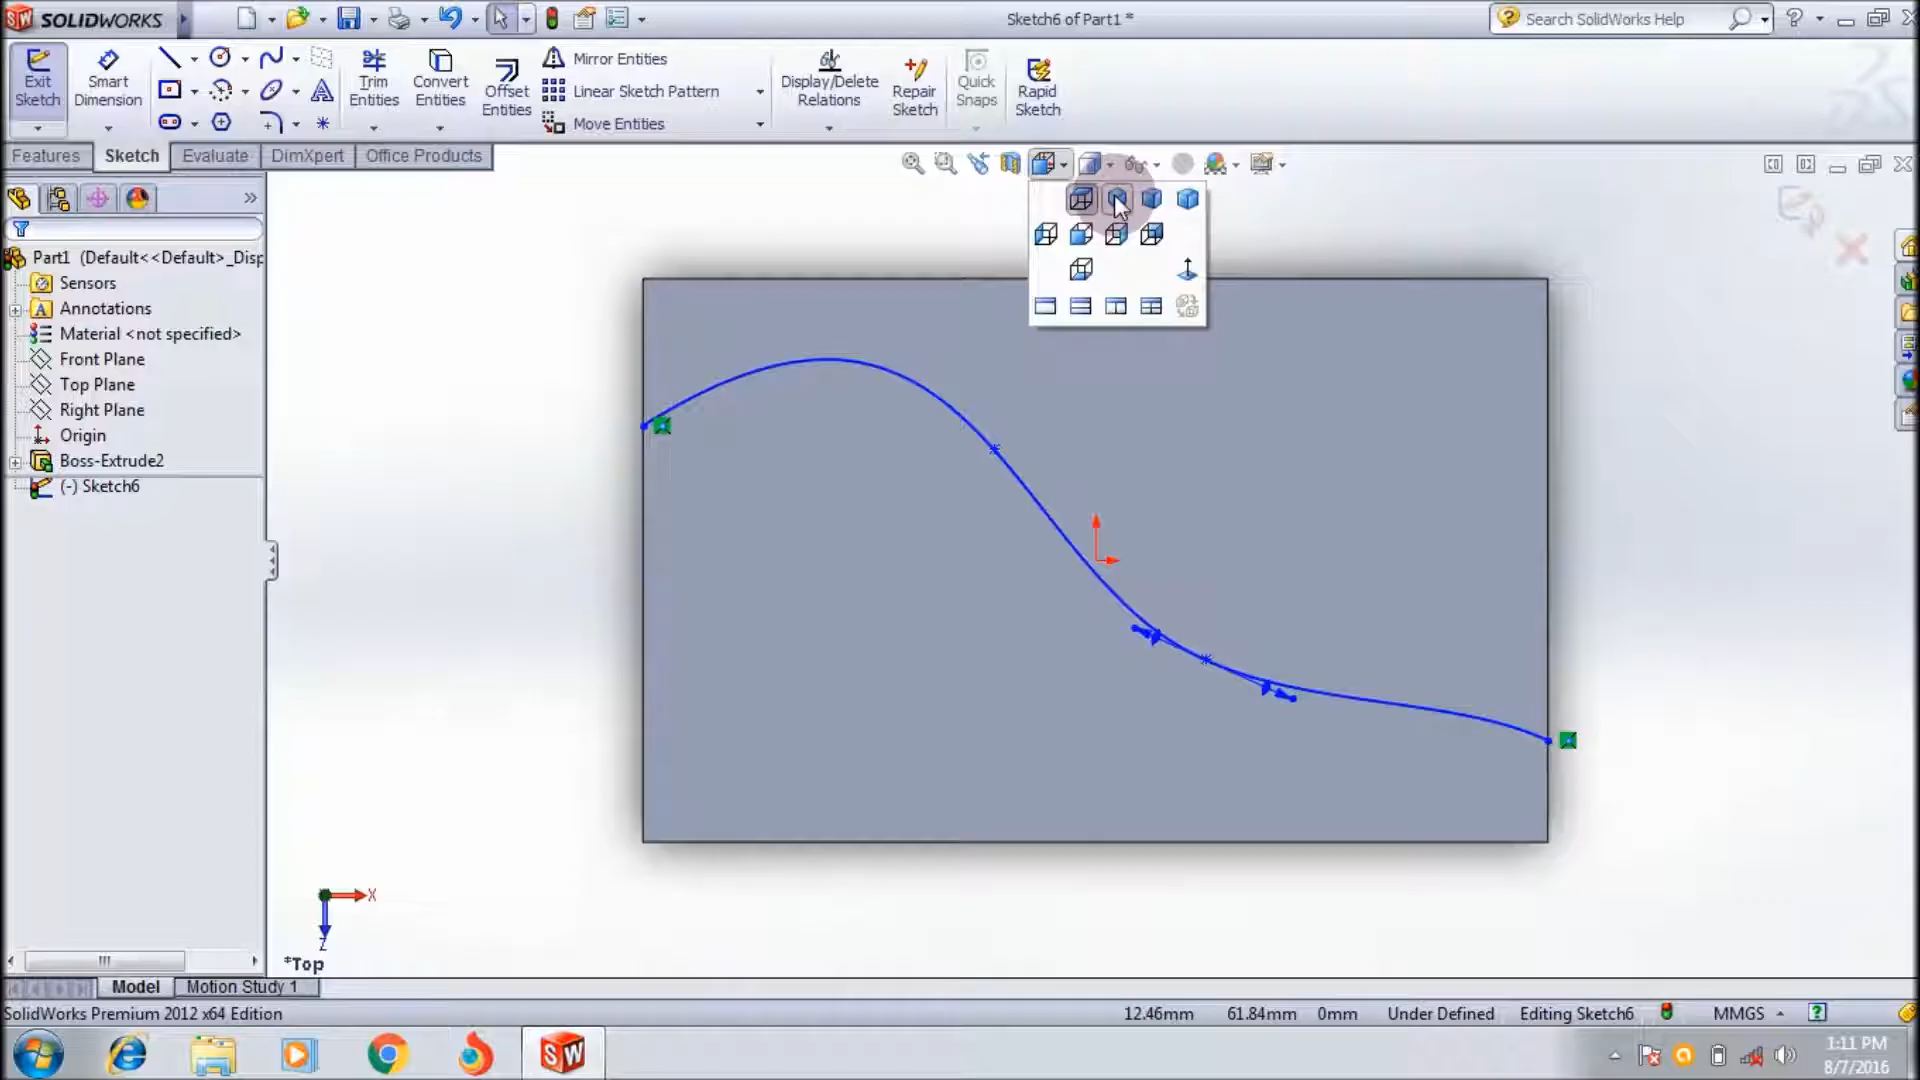 SOLIDWORKS
Sketch6 of Part1 *
Search SolidWorks Help
Exit Sketch
Smart Dimension
Trim Entities
Convert Entities
Offset Entities
Mirror Entities
Linear Sketch Pattern
Move Entities
Display/Delete Relations
Repair Sketch
Quick Snaps
Rapid Sketch
Features
Sketch
Evaluate
DimXpert
Office Products
Part1 (Default<<Default>_Disp
Sensors
Annotations
Material <not specified>
Front Plane
Top Plane
Right Plane
Origin
Boss-Extrude2
(-) Sketch6
X
Z
*Top
Model
Motion Study 1
SolidWorks Premium 2012 x64 Edition
12.46mm
61.84mm
0mm
Under Defined
Editing Sketch6
MMGS
1:11 PM
8/7/2016